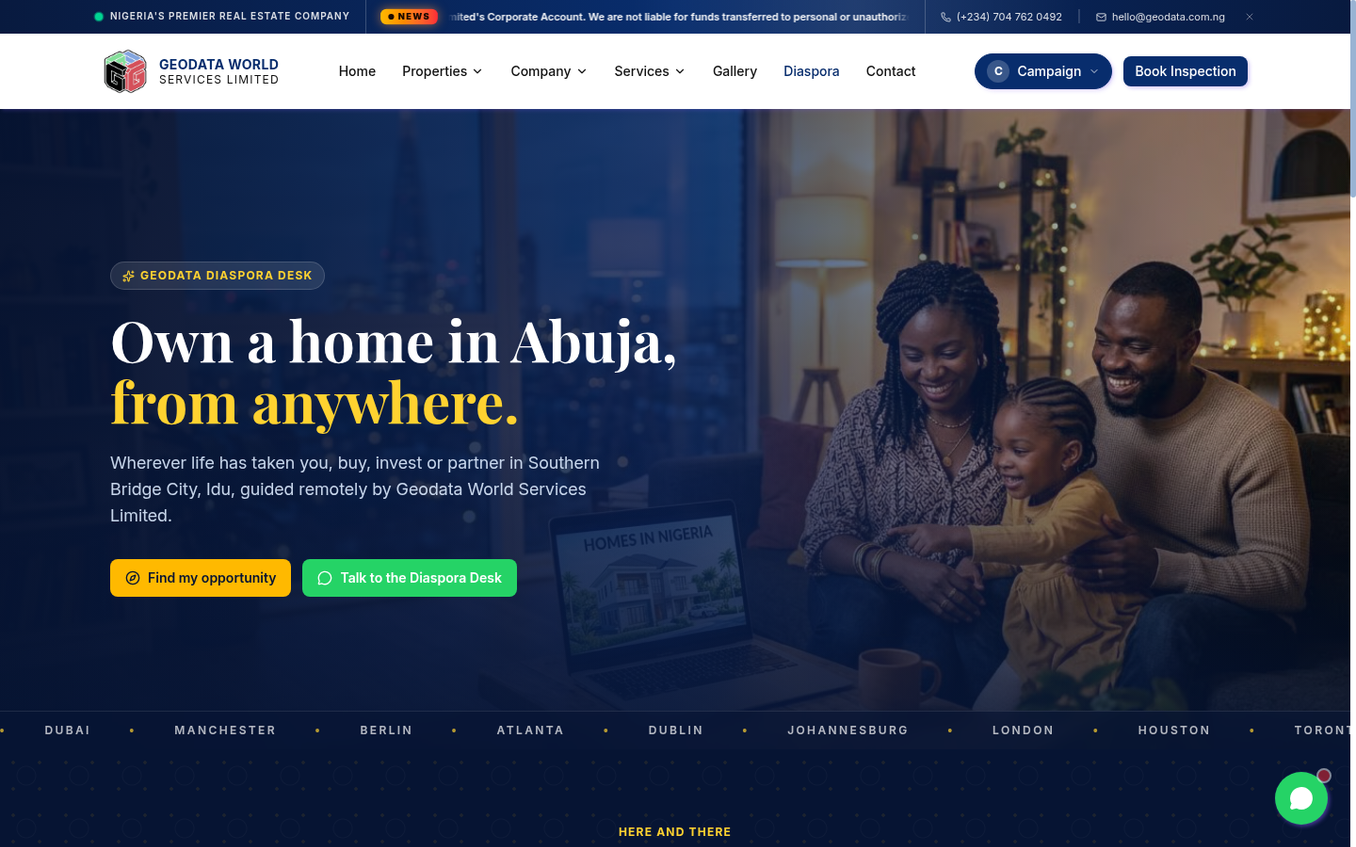 NIGERIA'S PREMIER REAL ESTATE COMPANY
NEWS
Corporate Account. We are not liable for funds transferred to personal or
(+234) 704 762 0492
hello@geodata.com.ng
GEODATA WORLD
SERVICES LIMITED
Home
Properties
Company
Services
Gallery
Diaspora
Contact
C
Campaign
Book Inspection
GEODATA DIASPORA DESK
Own a home in Abuja,
from anywhere.
Wherever life has taken you, buy, invest or partner in Southern
Bridge City, Idu, guided remotely by Geodata World Services
Limited.
HOMES IN NIGERIA
Find my opportunity
Talk to the Diaspora Desk
DUBAI • MANCHESTER • BERLIN • ATLANTA • DUBLIN • JOHANNESBURG • LONDON • HOUSTON • TORONT
HERE AND THERE